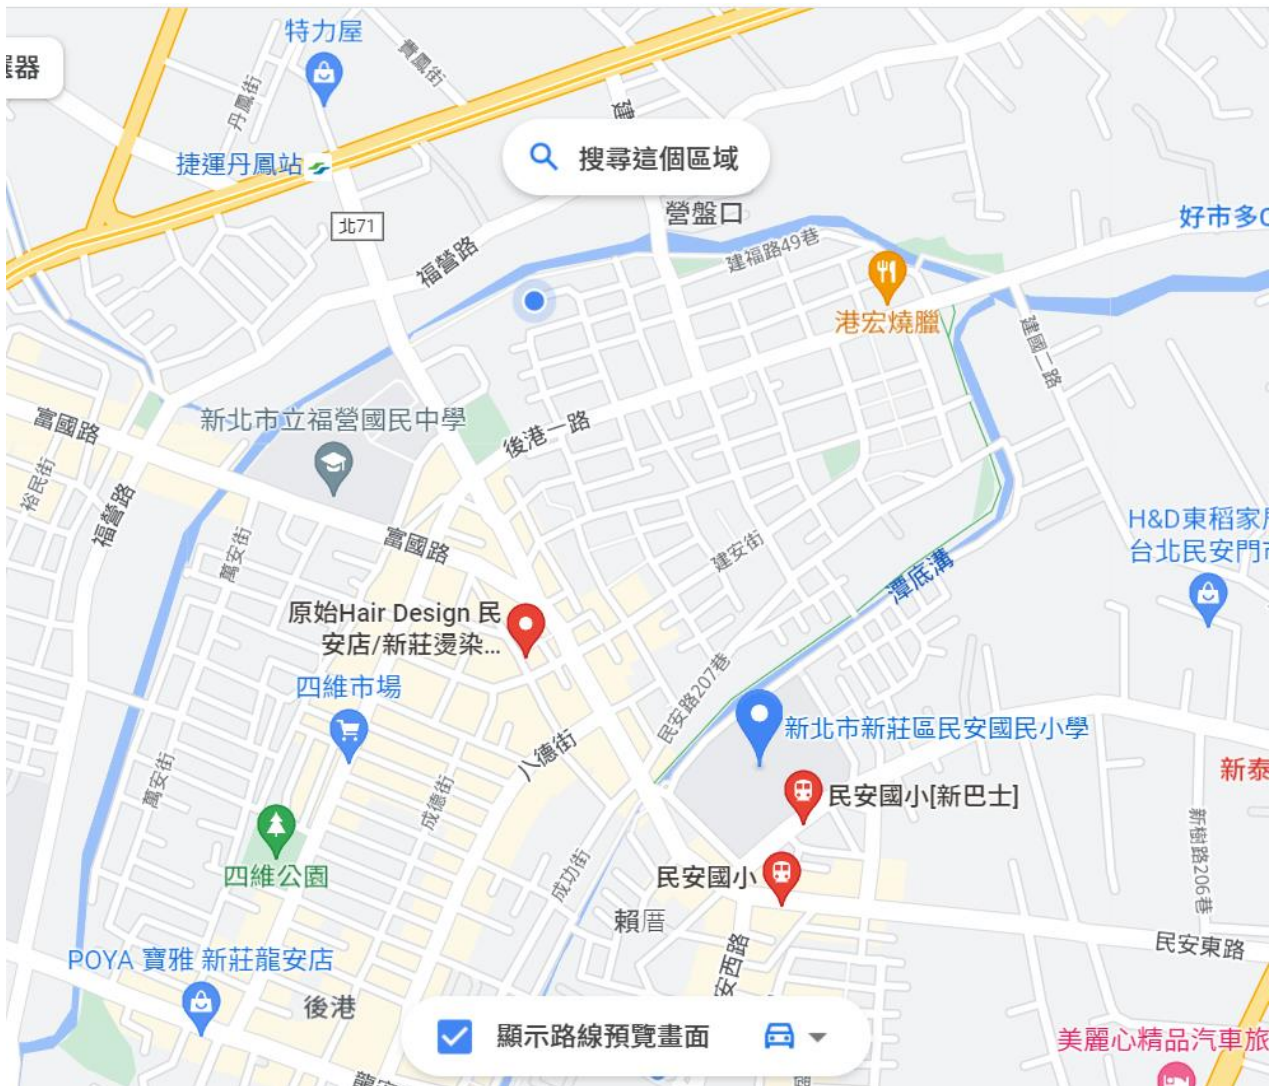 特力屋
貴鳳街
器
丹鳳街
建
捷運丹鳳站
搜尋這個區域
北71
營盤口
好市多C
福營路
建福路49巷
港宏燒臘
建國二路
新北市立福營國民中學
富國路
後港一路
裕民街
福營路
萬安街
富國路
建安街
H&D東稻家居
台北民安門市
潭底溝
原始Hair Design 民
安店/新莊燙染...
四維市場
民安路207巷
新北市新莊區民安國民小學
八德街
萬安街
成德街
新泰
民安國小[新巴士]
新樹路206巷
四維公園
成功街
民安國小
賴厝
民安東路
安西路
POYA 寶雅 新莊龍安店
後港
顯示路線預覽畫面
美麗心精品汽車旅
龍安